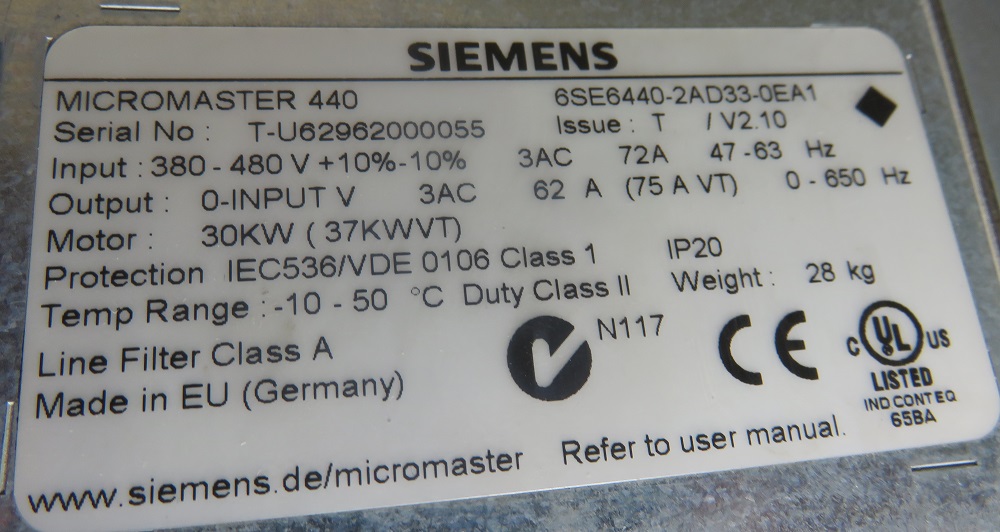 SIEMENS
MICROMASTER 440 6SE6440-2AD33-0EA1
Serial No : T-U62962000055 Issue : T / V2.10
Input : 380 - 480 V +10%-10% 3AC 72A 47 -63 Hz
Output : 0-INPUT V 3AC 62 A (75 A VT) 0 - 650 Hz
Motor : 30KW ( 37KWVT)
Protection IEC536/VDE 0106 Class 1 IP20
Temp Range : -10 - 50 °C Duty Class II Weight : 28 kg
Line Filter Class A N117 CE C UL US
LISTED
IND CONT EQ
65BA
Made in EU (Germany)
www.siemens.de/micromaster Refer to user manual.